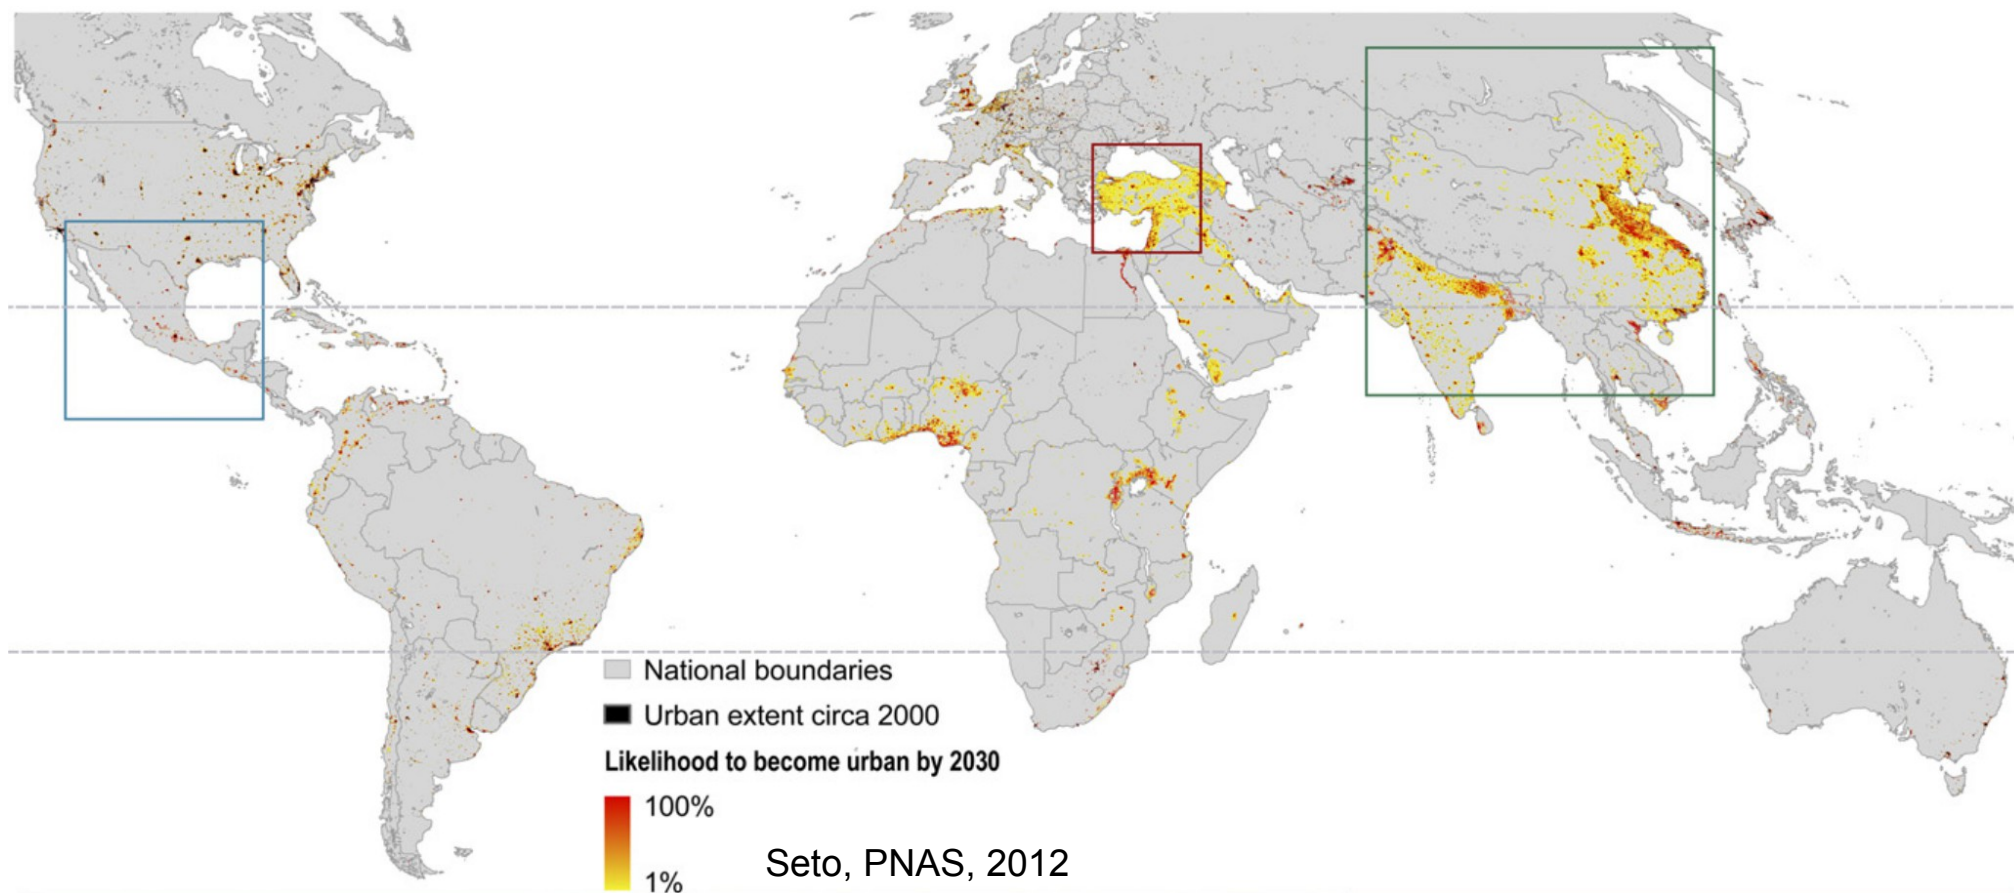 National boundaries
Urban extent circa 2000
Likelihood to become urban by 2030
100%
1%
Seto, PNAS, 2012